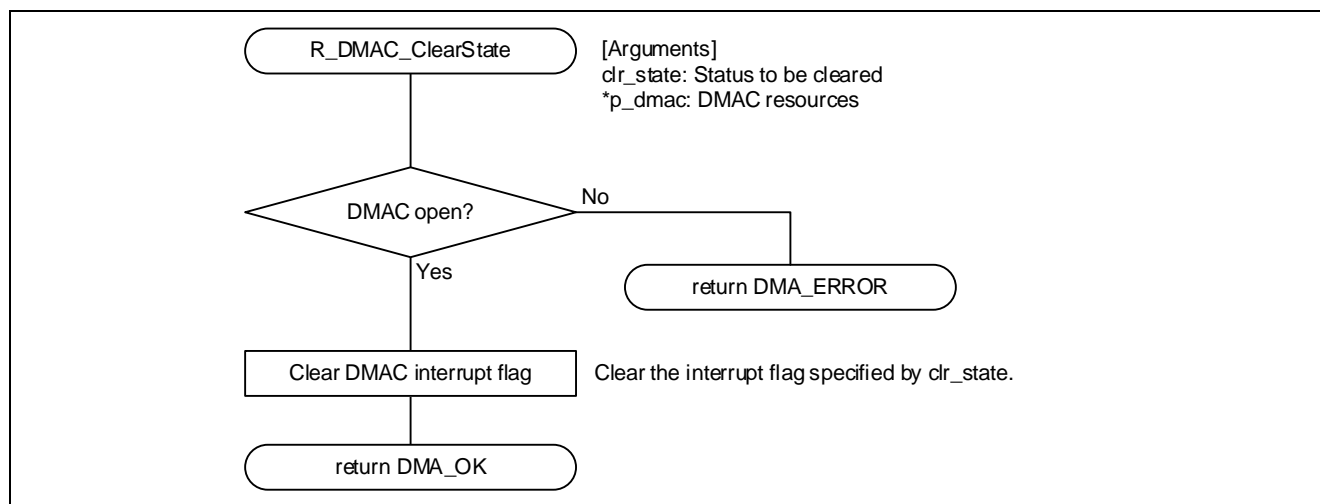 R_DMAC_ClearState
[Arguments]
clr_state: Status to be cleared
*p_dmac: DMAC resources
DMAC open?
No
Yes
return DMA_ERROR
Clear DMAC interrupt flag
Clear the interrupt flag specified by clr_state.
return DMA_OK